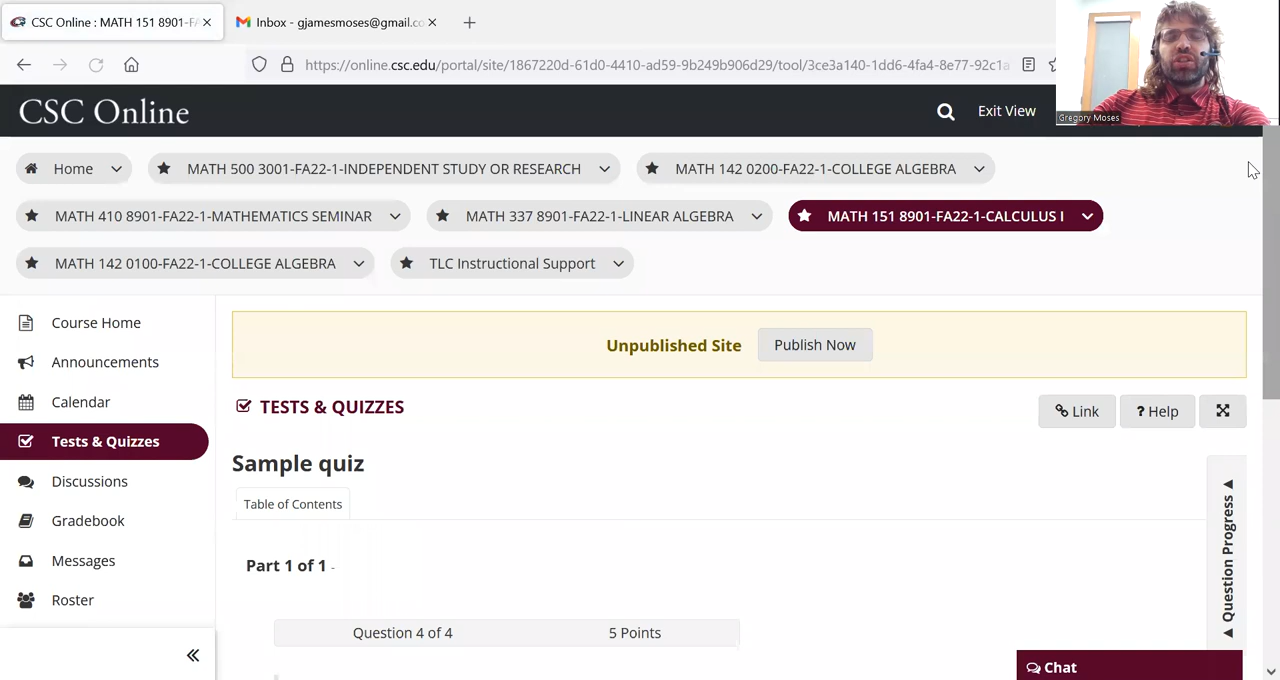 CSC Online : MATH 151 8901-F
Inbox - gjamesmoses@gmail.co
https://online.csc.edu/portal/site/1867220d-61d0-4410-ad59-9b249b906d29/tool/3ce3a140-1dd6-4fa4-8e77-92c1a
Gregory Moses
CSC Online
Exit View
Home
MATH 500 3001-FA22-1-INDEPENDENT STUDY OR RESEARCH
MATH 142 0200-FA22-1-COLLEGE ALGEBRA
MATH 410 8901-FA22-1-MATHEMATICS SEMINAR
MATH 337 8901-FA22-1-LINEAR ALGEBRA
MATH 151 8901-FA22-1-CALCULUS I
MATH 142 0100-FA22-1-COLLEGE ALGEBRA
TLC Instructional Support
Course Home
Announcements
Calendar
Tests & Quizzes
Discussions
Gradebook
Messages
Roster
Unpublished Site
Publish Now
TESTS & QUIZZES
Link
? Help
Sample quiz
Table of Contents
Part 1 of 1 -
Question 4 of 4
5 Points
Question Progress
Chat